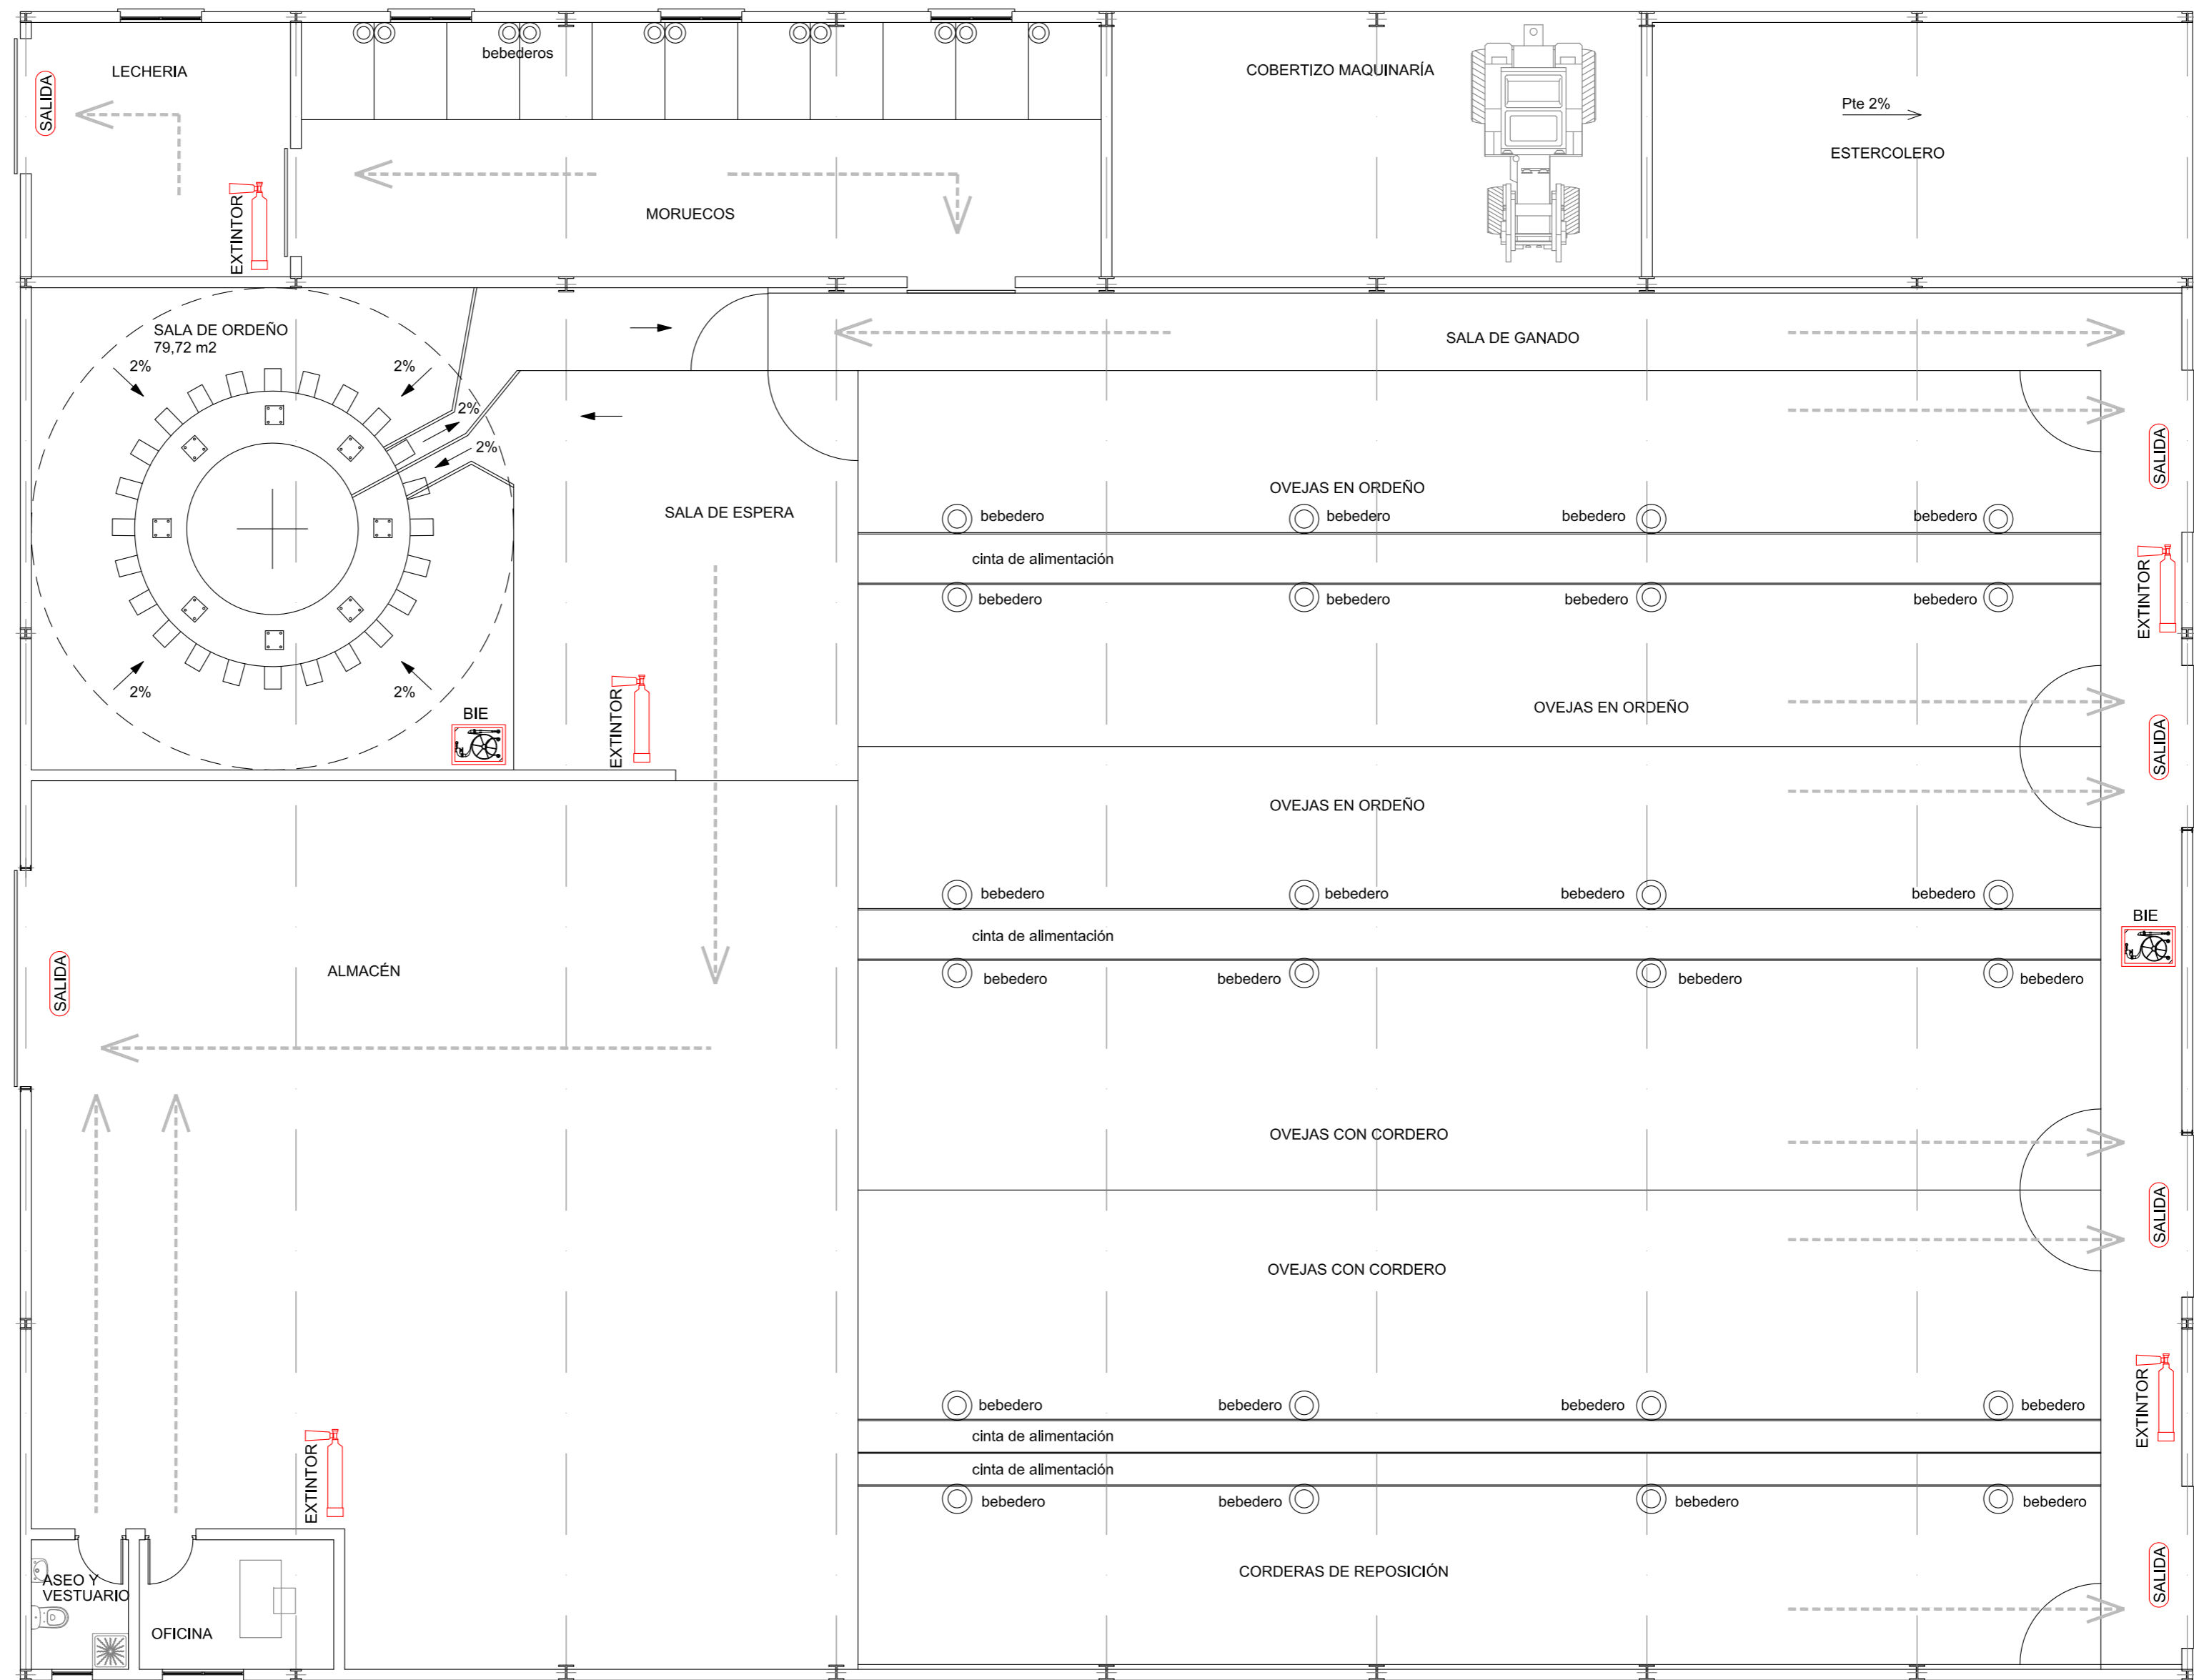 LECHERIA
SALIDA
bebederos
COBERTIZO MAQUINARÍA
Pte 2%
ESTERCOLERO
EXTINTOR
MORUECOS
SALA DE ORDEÑO
79,72 m2
2%
2%
2%
2%
2%
2%
SALA DE GANADO
SALA DE ESPERA
OVEJAS EN ORDEÑO
SALIDA
bebedero
bebedero
bebedero
bebedero
cinta de alimentación
EXTINTOR
bebedero
bebedero
bebedero
bebedero
BIE
EXTINTOR
OVEJAS EN ORDEÑO
SALIDA
OVEJAS EN ORDEÑO
bebedero
bebedero
bebedero
bebedero
BIE
cinta de alimentación
SALIDA
ALMACÉN
bebedero
bebedero
bebedero
bebedero
OVEJAS CON CORDERO
SALIDA
OVEJAS CON CORDERO
bebedero
bebedero
bebedero
bebedero
EXTINTOR
cinta de alimentación
cinta de alimentación
EXTINTOR
bebedero
bebedero
bebedero
bebedero
CORDERAS DE REPOSICIÓN
SALIDA
ASEO Y
VESTUARIO
OFICINA